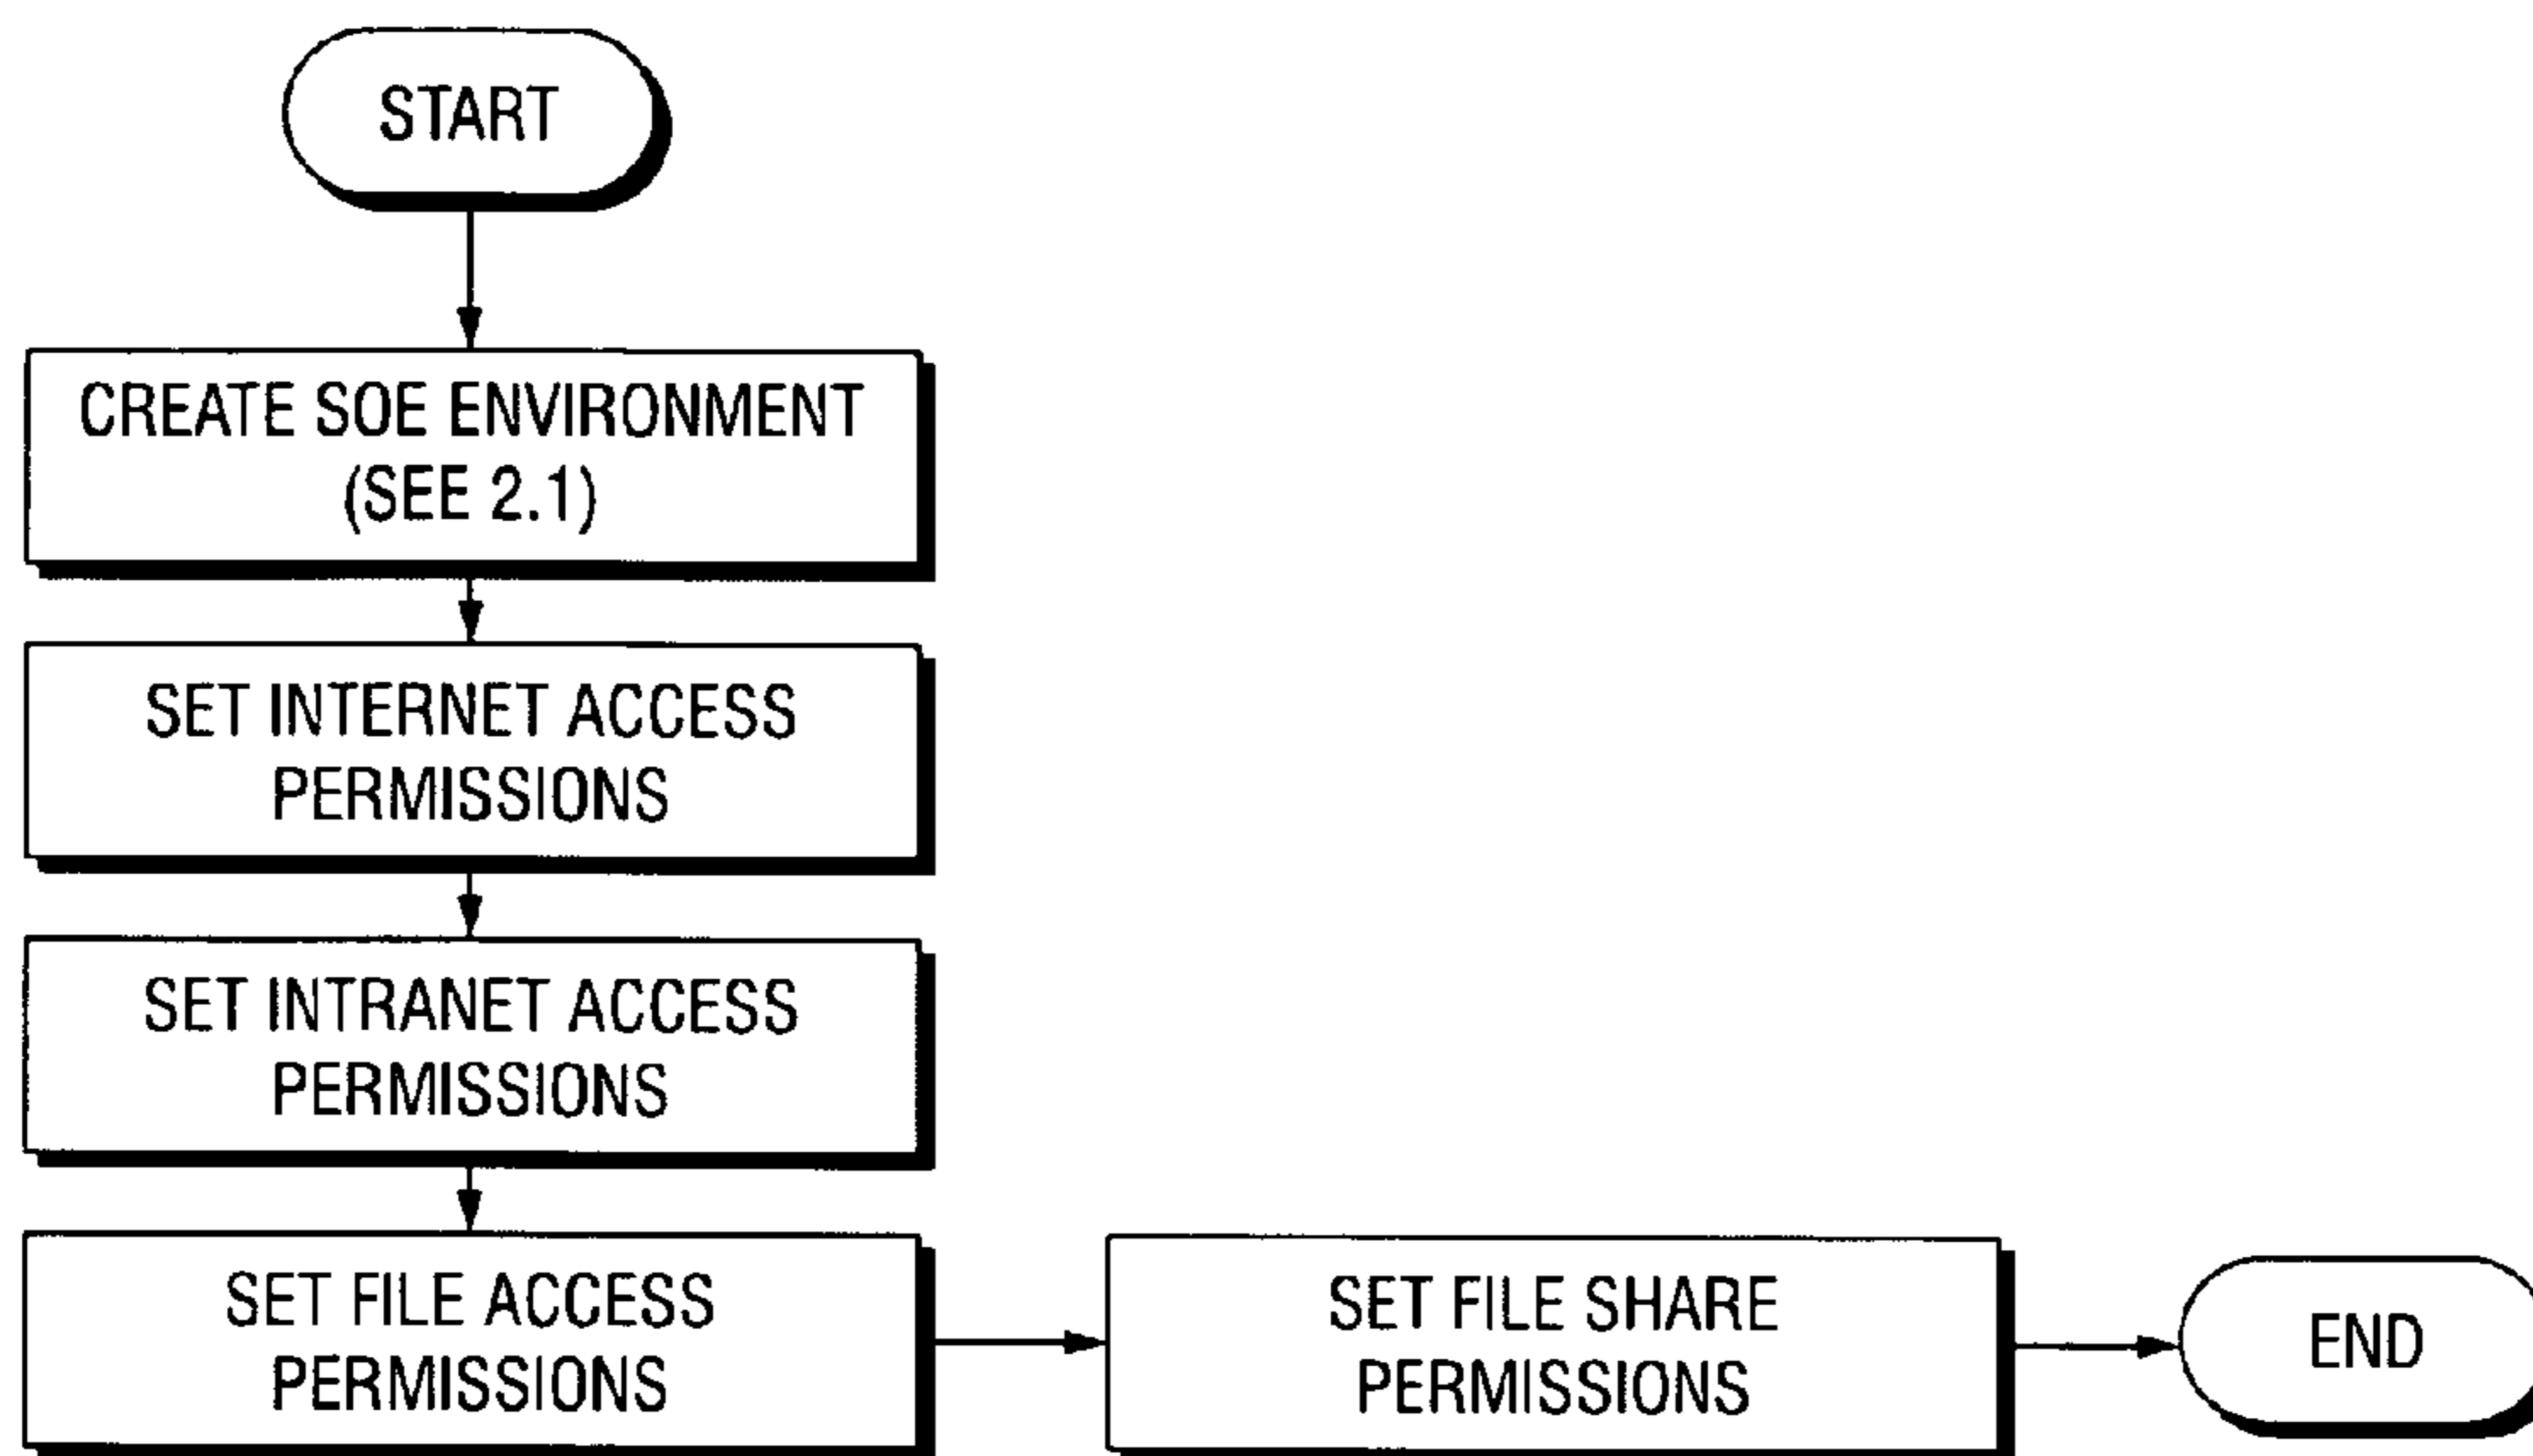 START
CREATE SOE ENVIRONMENT
(SEE 2.1)
SET INTERNET ACCESS
PERMISSIONS
SET INTRANET ACCESS
PERMISSIONS
SET FILE ACCESS
PERMISSIONS
SET FILE SHARE
PERMISSIONS
END